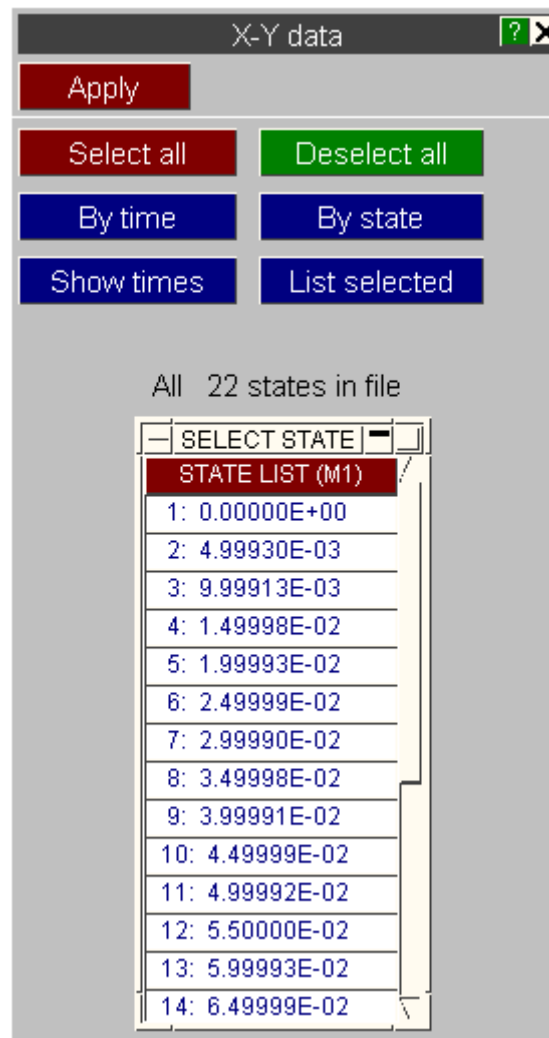 X-Y data ?
Apply
Select all Deselect all
By time By state
Show times List selected
All 22 states in file
SELECT STATE
STATE LIST (M1)
1: 0.00000E+00
2: 4.99930E-03
3: 9.99913E-03
4: 1.49998E-02
5: 1.99993E-02
6: 2.49999E-02
7: 2.99990E-02
8: 3.49998E-02
9: 3.99991E-02
10: 4.49999E-02
11: 4.99992E-02
12: 5.50000E-02
13: 5.99993E-02
14: 6.49999E-02